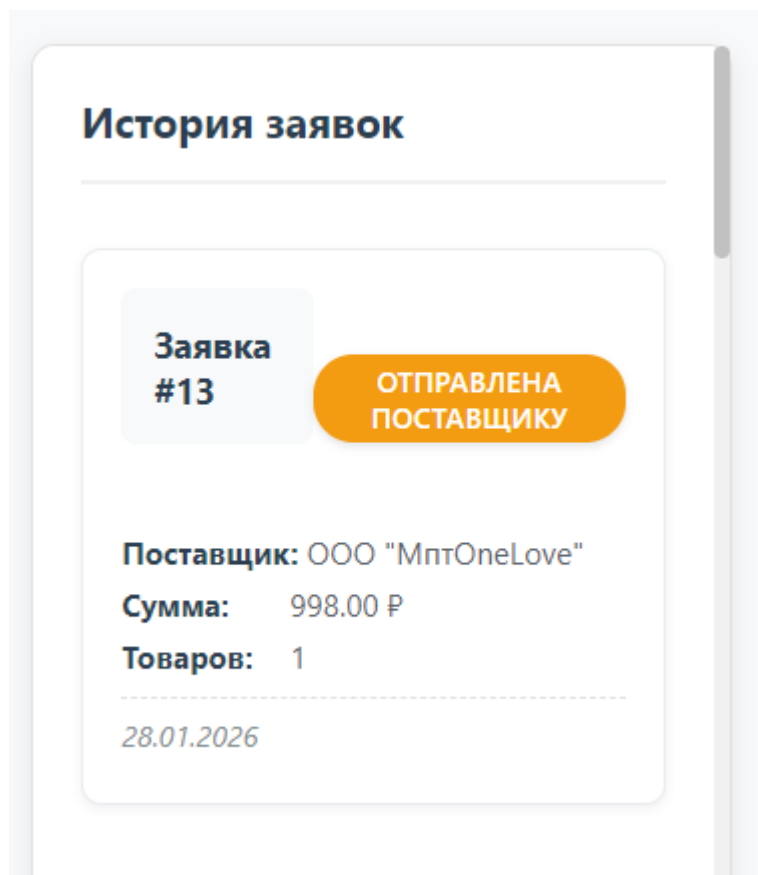 История заявок
Заявка
#13
ОТПРАВЛЕНА
ПОСТАВЩИКУ
Поставщик: ООО "МптOneLove"
Сумма: 998.00 ₽
Товаров: 1
28.01.2026